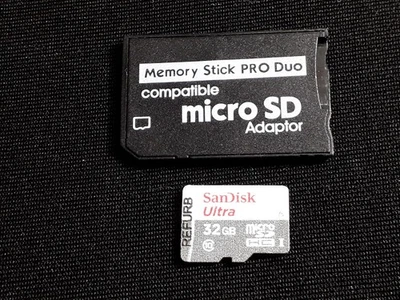 Memory Stick PRO Duo
compatible
micro SD
Adaptor
REFURB
SanDisk
Ultra
32GB
micro
SD
HC I
10